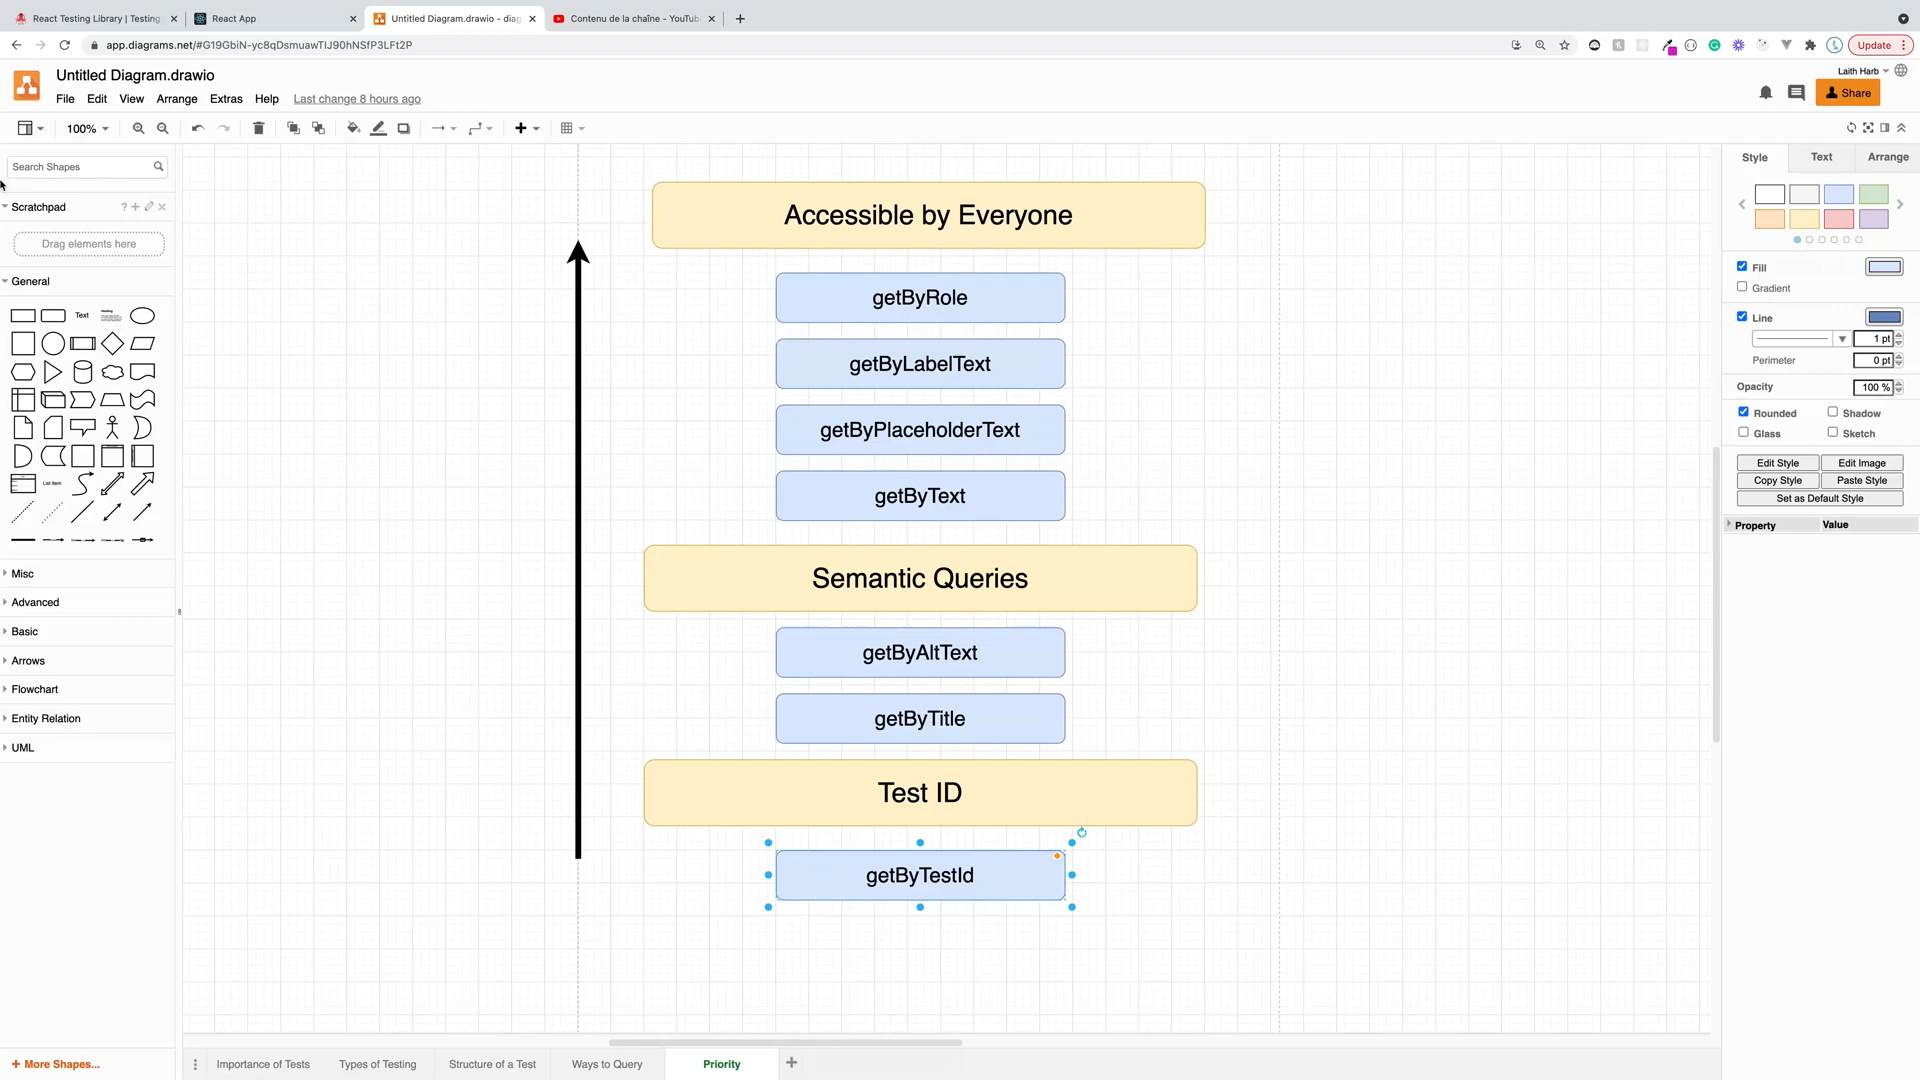 React Testing Library | Testing
React App
Untitled Diagram.drawio - diag
Contenu de la chaîne - YouTub
app.diagrams.net/#G19GbiN-yc8qDsmuawTlJ90hNSfP3LFt2P
Update
Untitled Diagram.drawio
Laith Harb
File Edit View Arrange Extras Help Last change 8 hours ago
Share
100%
Search Shapes
Scratchpad
?
Drag elements here
General
Text
Heading
List Item
Misc
Advanced
Basic
Arrows
Flowchart
Entity Relation
UML
+ More Shapes...
Accessible by Everyone
getByRole
getByLabelText
getByPlaceholderText
getByText
Semantic Queries
getByAltText
getByTitle
Test ID
getByTestId
Importance of Tests
Types of Testing
Structure of a Test
Ways to Query
Priority
Style Text Arrange
Fill
Gradient
Line
1 pt
Perimeter 0 pt
Opacity 100 %
Rounded Shadow
Glass Sketch
Edit Style Edit Image
Copy Style Paste Style
Set as Default Style
Property Value